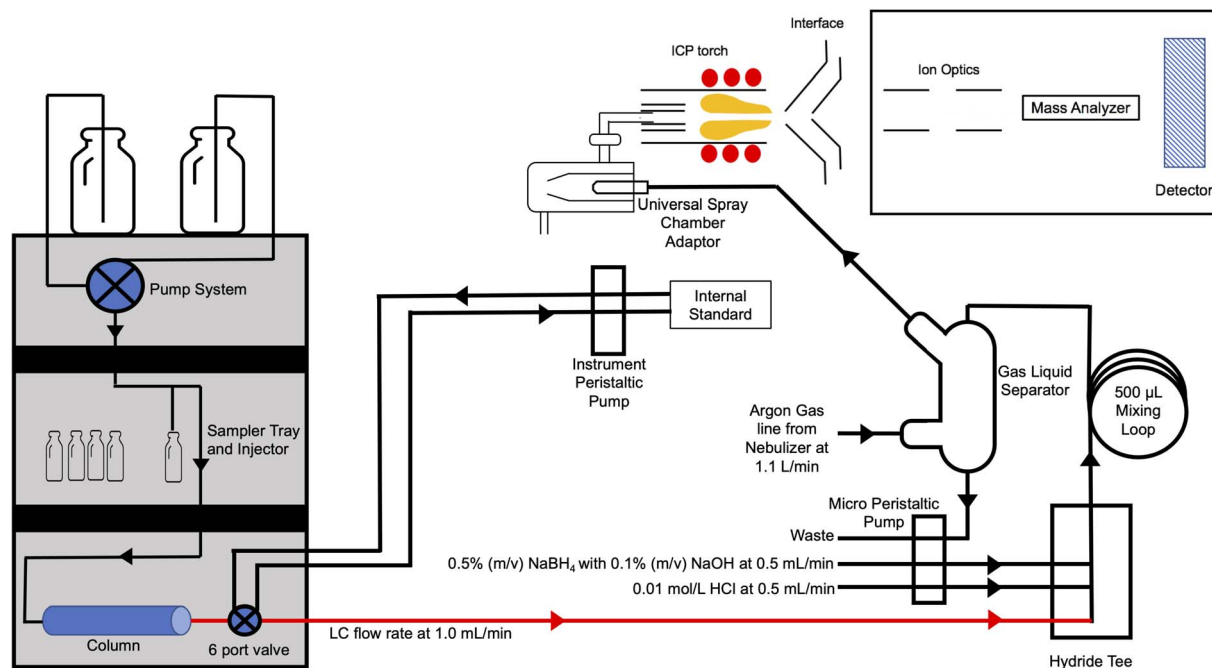 Interface
ICP torch
Ion Optics
Mass Analyzer
Detector
Universal Spray
Chamber
Adaptor
Pump System
Internal
Standard
Instrument
Peristaltic
Pump
Gas Liquid
Separator
500 µL
Mixing
Loop
Sampler Tray
and Injector
Argon Gas
line from
Nebulizer at
1.1 L/min
Micro Peristaltic
Pump
Waste
0.5% (m/v) NaBH₄ with 0.1% (m/v) NaOH at 0.5 mL/min
0.01 mol/L HCl at 0.5 mL/min
LC flow rate at 1.0 mL/min
Column
6 port valve
Hydride Tee